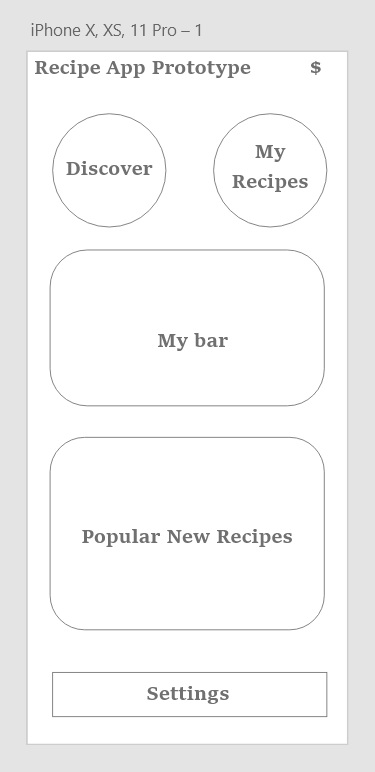 iPhone X, XS, 11 Pro – 1
Recipe App Prototype $
Discover
My
Recipes
My bar
Popular New Recipes
Settings